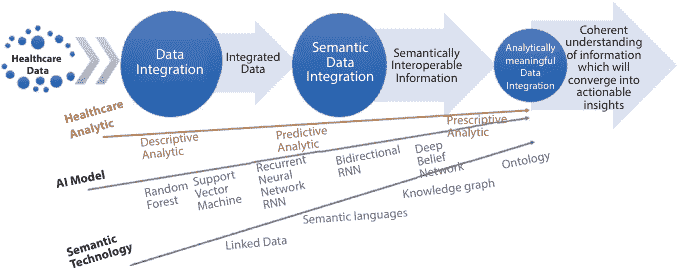 Healthcare
Data
Data
Integration
Integrated
Data
Semantic
Data
Integration
Semantically
Interoperable
Information
Analytically
meaningful
Data
Integration
Coherent
understanding
of information
which will
converge into
actionable
insights
Healthcare
Analytic
Descriptive
Analytic
Predictive
Analytic
Prescriptive
Analytic
AI Model
Random
Forest
Support
Vector
Machine
Recurrent
Neural
Network
RNN
Bidirectional
RNN
Deep
Belief
Network
Semantic
Technology
Linked Data
Semantic languages
Knowledge graph
Ontology